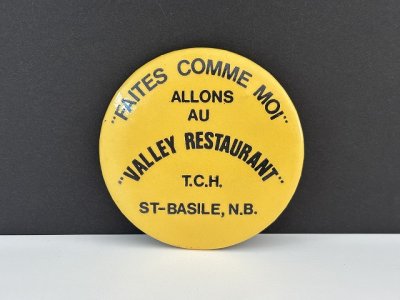 "FAITES COMME MOI"
ALLONS
AU
"VALLEY RESTAURANT"
T.C.H.
ST-BASILE, N.B.